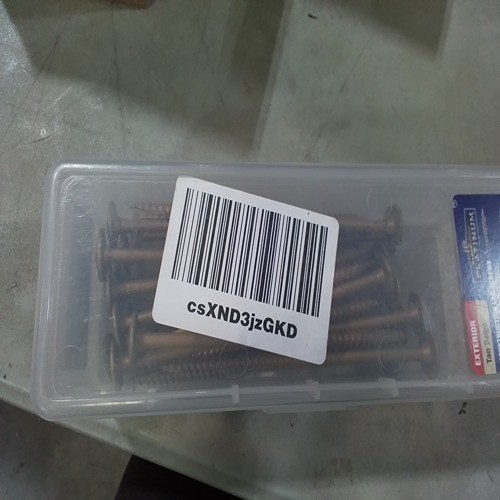 csXND3jzGKD
PLATINUM
EXTERIOR